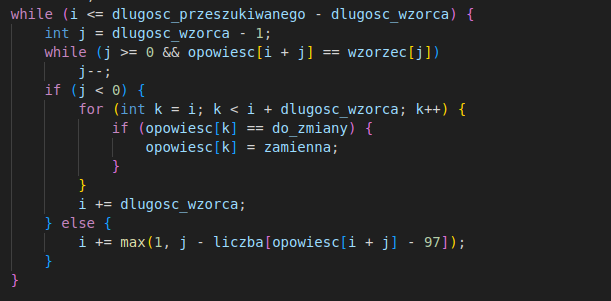 while (i <= dlugosc_przeszukiwanego - dlugosc_wzorca) {
    int j = dlugosc_wzorca - 1;
    while (j >= 0 && opowiesc[i + j] == wzorzec[j])
        j--;
    if (j < 0) {
        for (int k = i; k < i + dlugosc_wzorca; k++) {
            if (opowiesc[k] == do_zmiany) {
                opowiesc[k] = zamienna;
            }
        }
        i += dlugosc_wzorca;
    } else {
        i += max(1, j - liczba[opowiesc[i + j] - 97]);
    }
}